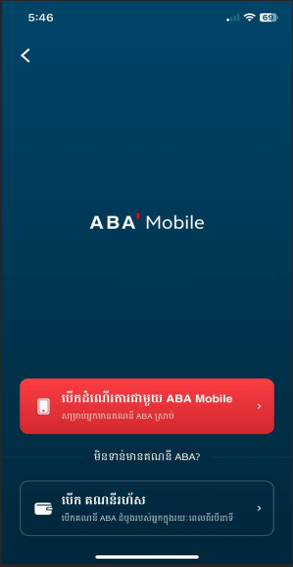 5:46
69
ABA' Mobile
បើកដំណើរការជាមួយ ABA Mobile
សម្រាប់អ្នកមានគណនី ABA ស្រាប់
មិនទាន់មានគណនី ABA?
បើក គណនីរហ័ស
បើកគណនី ABA ដំបូងរបស់អ្នកក្នុងរយៈពេលពីរបីនាទី